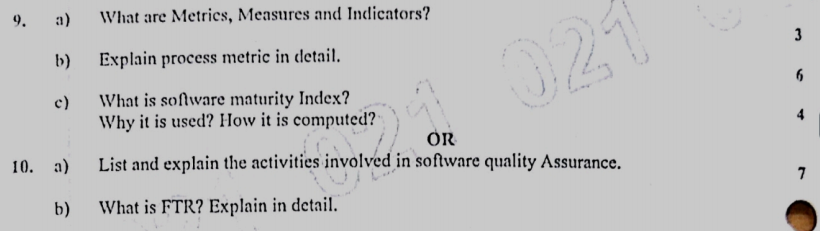 9. a) What are Metrics, Measures and Indicators? 3
b) Explain process metric in detail. 6
c) What is software maturity Index?
Why it is used? How it is computed? 4
OR
10. a) List and explain the activities involved in software quality Assurance. 7
b) What is FTR? Explain in detail.
021 021